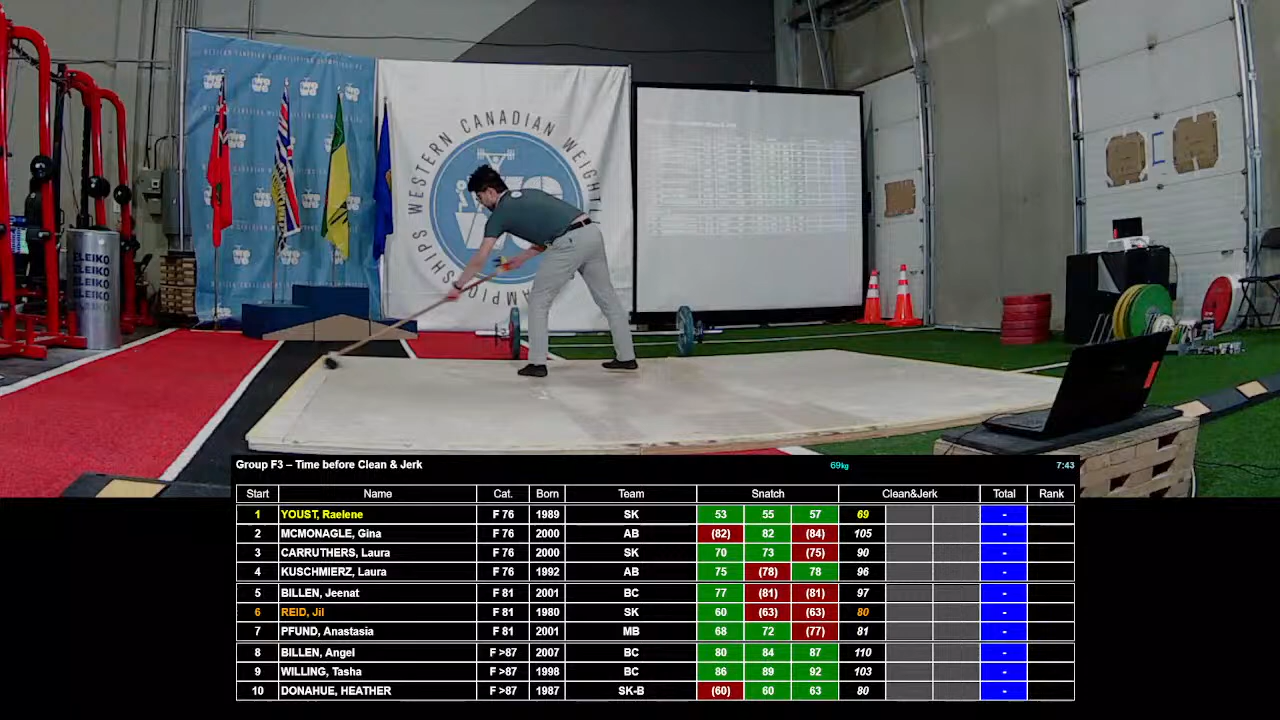 WESTERN CANADIAN WEIGHTL
SHIPS
ELEIKO
ELEIKO
ELEIKO
ELEIKO
Group F3 – Time before Clean & Jerk 69kg 7:43
Start Name Cat. Born Team Snatch Clean&Jerk Total Rank
1 YOUST, Raelene F 76 1989 SK 53 55 57 69 -
2 MCMONAGLE, Gina F 76 2000 AB (82) 82 (84) 105 -
3 CARRUTHERS, Laura F 76 2000 SK 70 73 (75) 90 -
4 KUSCHMIERZ, Laura F 76 1992 AB 75 (78) 78 96 -
5 BILLEN, Jeenat F 81 2001 BC 77 (81) (81) 97 -
6 REID, Jil F 81 1980 SK 60 (63) (63) 80 -
7 PFUND, Anastasia F 81 2001 MB 68 72 (77) 81 -
8 BILLEN, Angel F >87 2007 BC 80 84 87 110 -
9 WILLING, Tasha F >87 1998 BC 86 89 92 103 -
10 DONAHUE, HEATHER F >87 1987 SK-B (60) 60 63 80 -